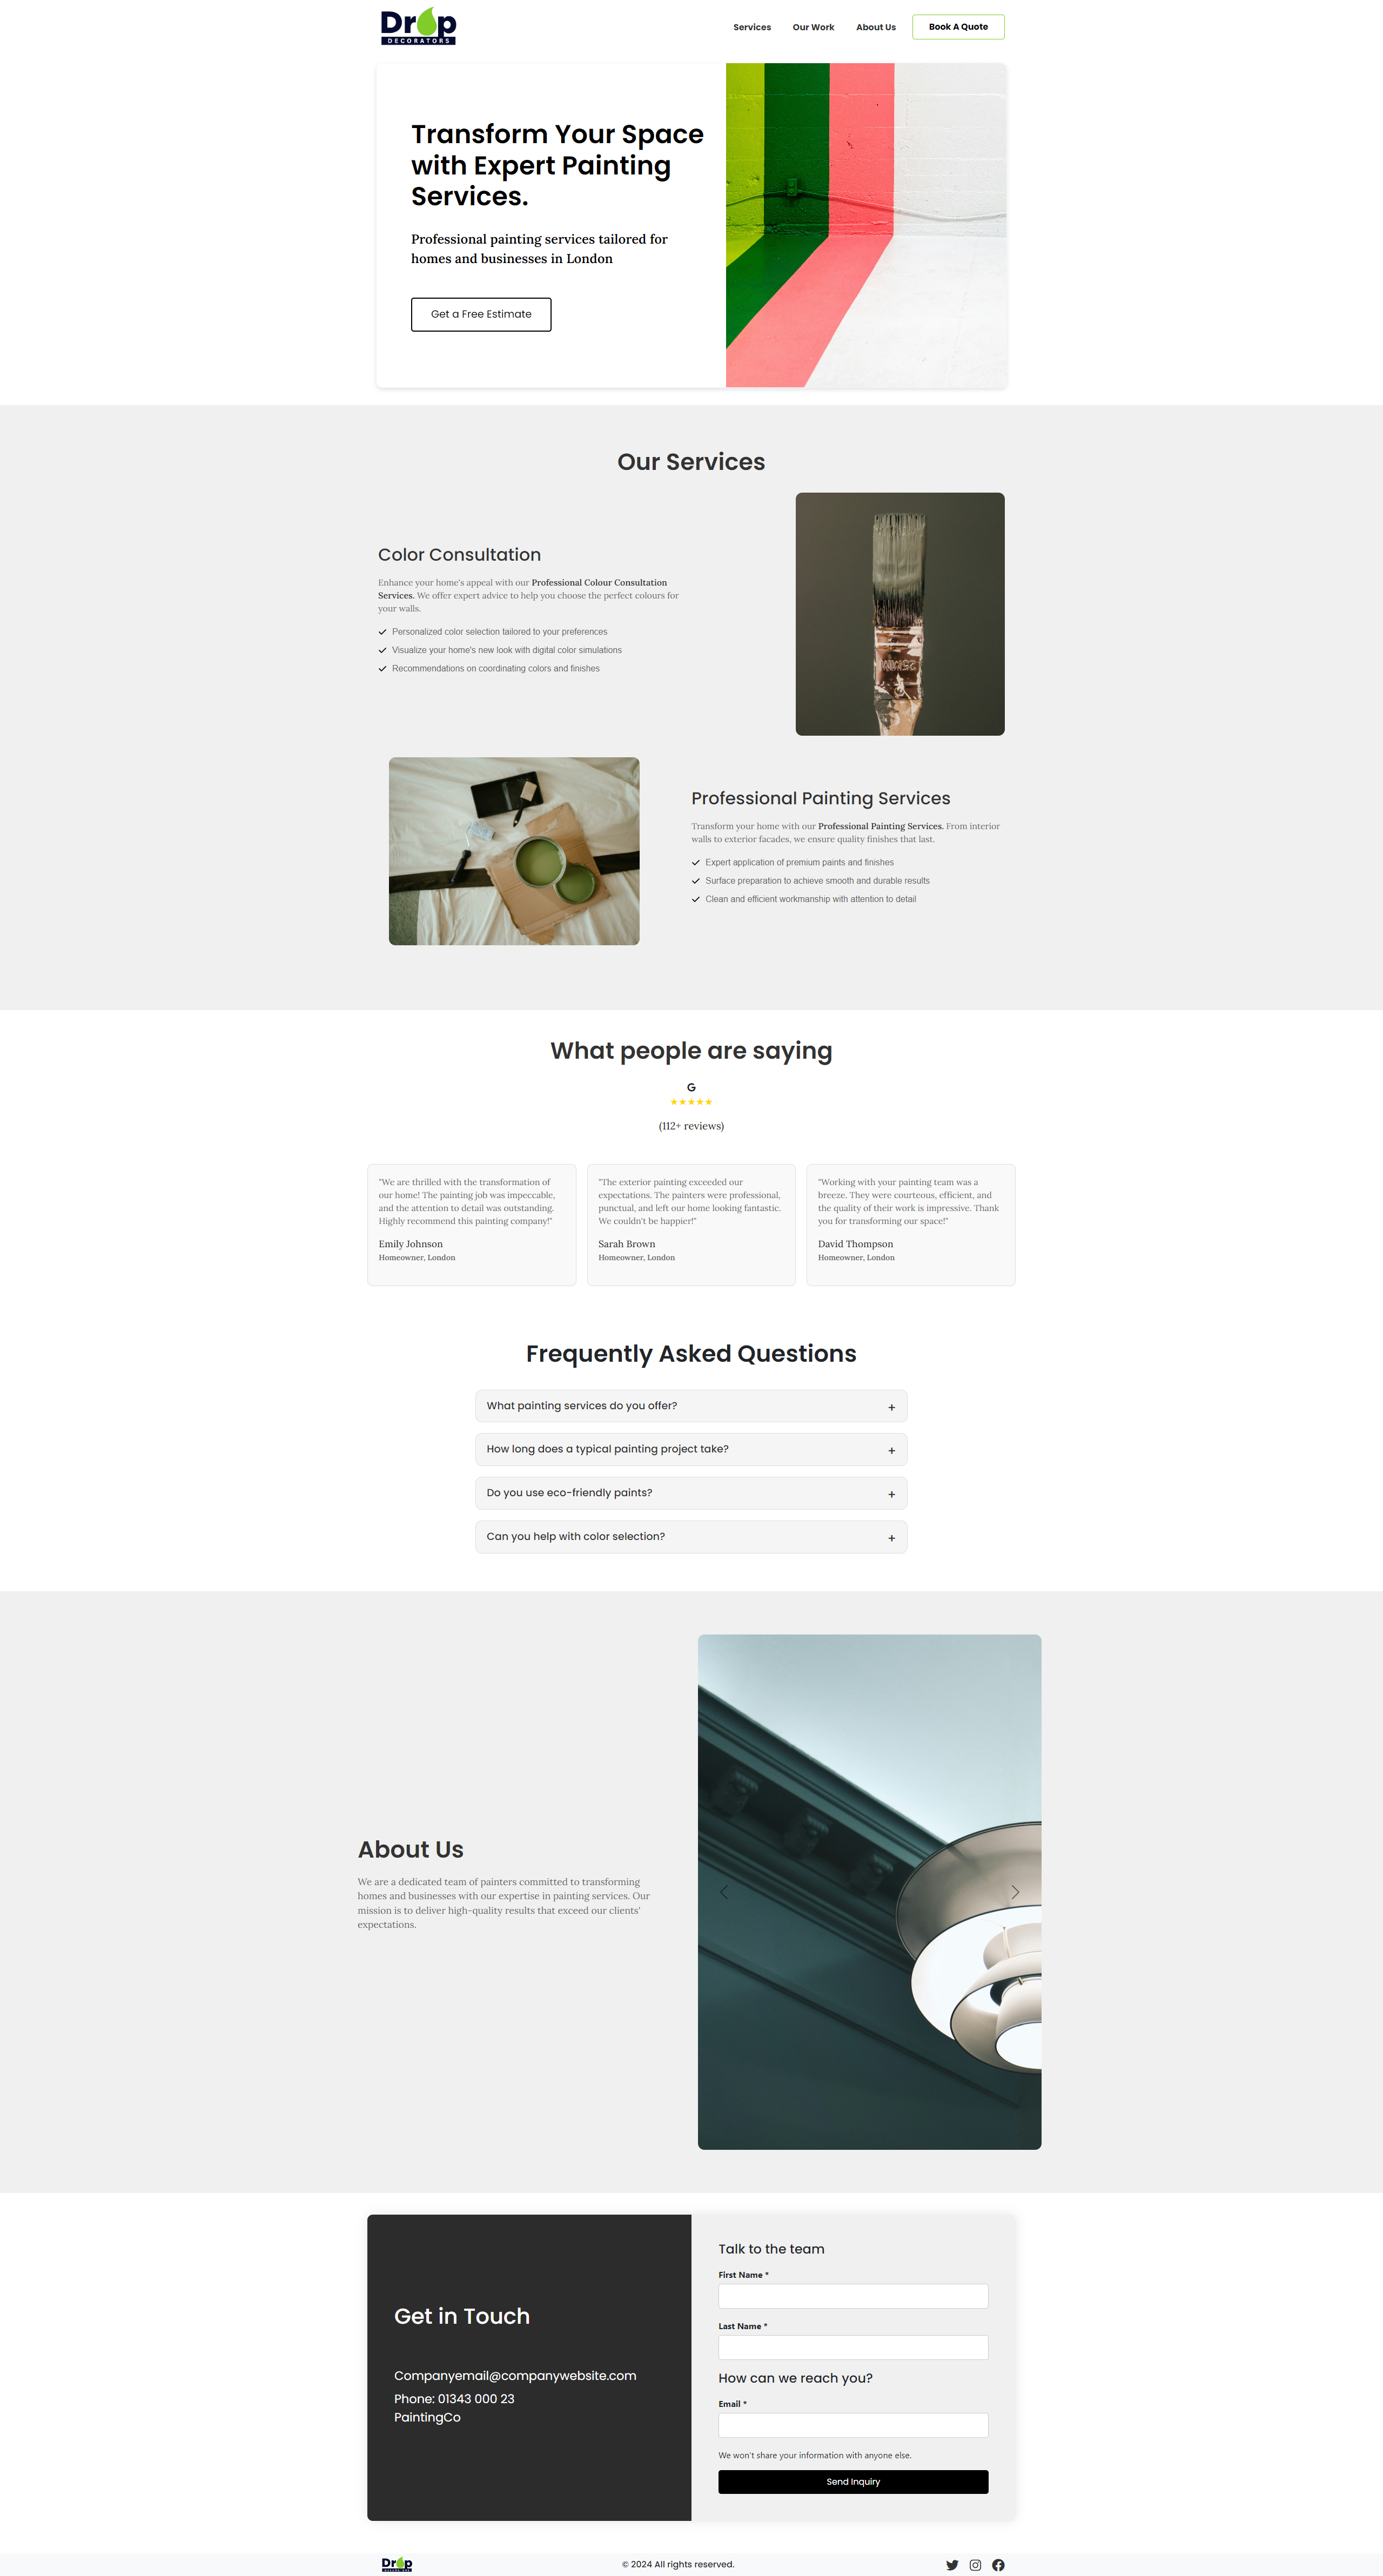 Drop
DECORATORS
Services
Our Work
About Us
Book A Quote
Transform Your Space
with Expert Painting
Services.
Professional painting services tailored for
homes and businesses in London
Get a Free Estimate
Our Services
Color Consultation
Enhance your home's appeal with our Professional Colour Consultation
Services. We offer expert advice to help you choose the perfect colours for
your walls.
Personalized color selection tailored to your preferences
Visualize your home's new look with digital color simulations
Recommendations on coordinating colors and finishes
Professional Painting Services
Transform your home with our Professional Painting Services. From interior
walls to exterior facades, we ensure quality finishes that last.
Expert application of premium paints and finishes
Surface preparation to achieve smooth and durable results
Clean and efficient workmanship with attention to detail
What people are saying
G
★★★★★
(112+ reviews)
"We are thrilled with the transformation of
our home! The painting job was impeccable,
and the attention to detail was outstanding.
Highly recommend this painting company!"
Emily Johnson
Homeowner, London
"The exterior painting exceeded our
expectations. The painters were professional,
punctual, and left our home looking fantastic.
We couldn't be happier!"
Sarah Brown
Homeowner, London
"Working with your painting team was a
breeze. They were courteous, efficient, and
the quality of their work is impressive. Thank
you for transforming our space!"
David Thompson
Homeowner, London
Frequently Asked Questions
What painting services do you offer? +
How long does a typical painting project take? +
Do you use eco-friendly paints? +
Can you help with color selection? +
About Us
We are a dedicated team of painters committed to transforming
homes and businesses with our expertise in painting services. Our
mission is to deliver high-quality results that exceed our clients'
expectations.
Get in Touch
Companyemail@companywebsite.com
Phone: 01343 000 23
PaintingCo
Talk to the team
First Name *
Last Name *
How can we reach you?
Email *
We won't share your information with anyone else.
Send Inquiry
Drop
© 2024 All rights reserved.